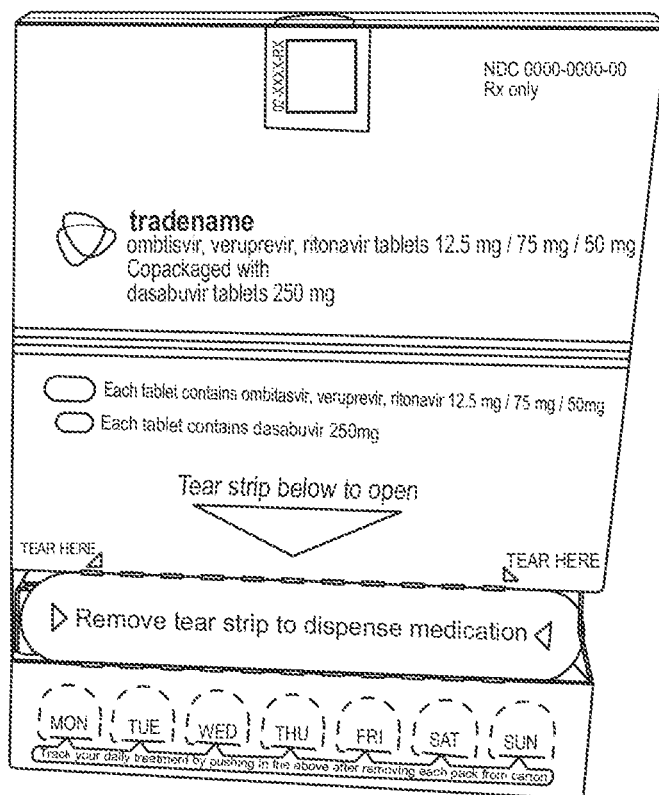 00-XXXX-RX
NDC 0000-0000-00
Rx only
tradename
ombtisvir, veruprevir, ritonavir tablets 12.5 mg / 75 mg / 50 mg
Copackaged with
dasabuvir tablets 250 mg
Each tablet contains ombitasvir, veruprevir, ritonavir 12.5 mg / 75 mg / 50mg
Each tablet contains dasabuvir 250mg
Tear strip below to open
TEAR HERE
TEAR HERE
Remove tear strip to dispense medication
MON TUE WED THU FRI SAT SUN
Track your daily treatment by pushing in the above after removing each pack from carton